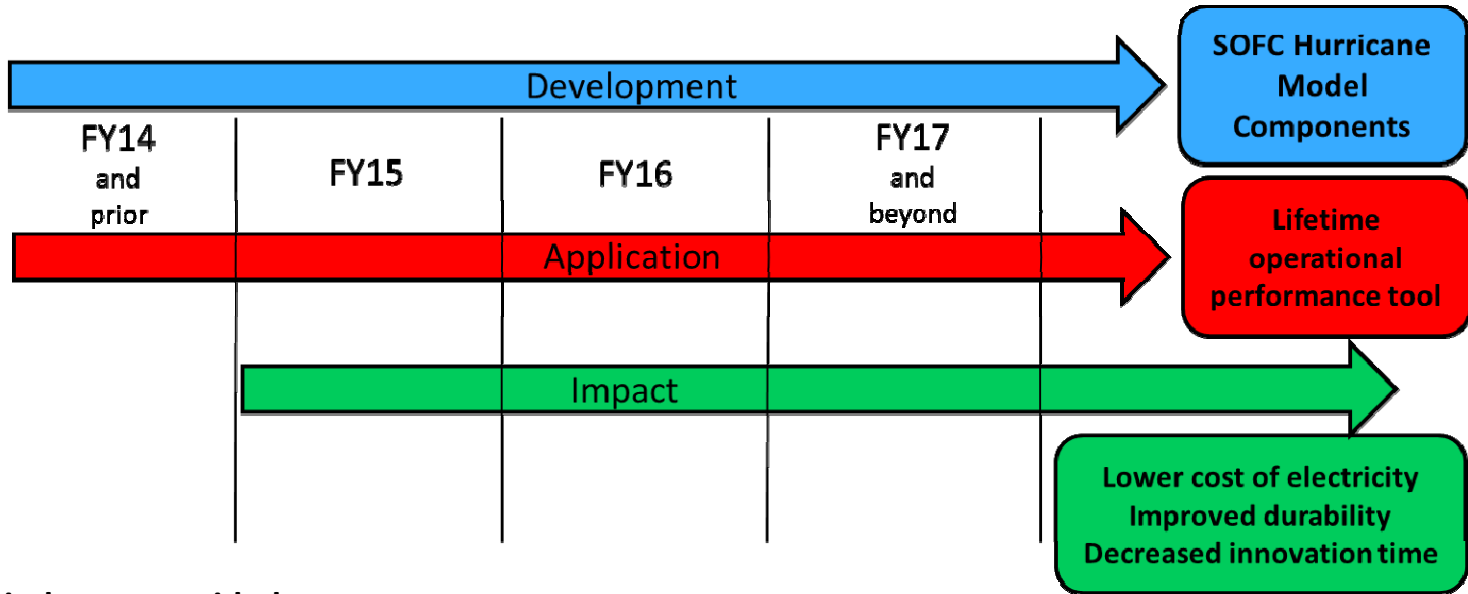 Development
SOFC Hurricane
Model
Components
FY14
and
prior
FY15
FY16
FY17
and
beyond
Application
Lifetime
operational
performance tool
Impact
Lower cost of electricity
Improved durability
Decreased innovation time